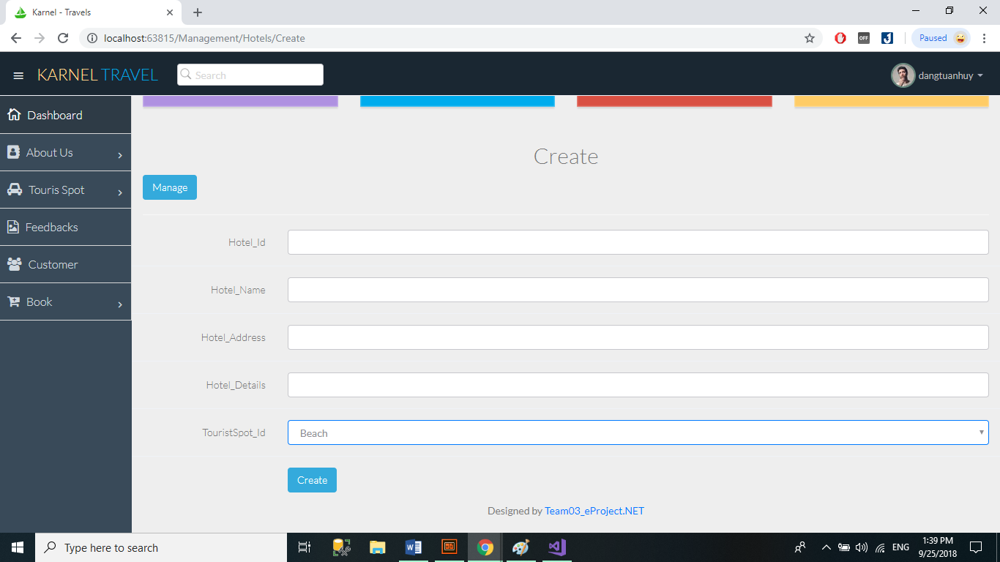 Karnel - Travels
localhost:63815/Management/Hotels/Create
OFF
Paused
KARNEL TRAVEL
Search
dangtuanhuy
Dashboard
About Us
Touris Spot
Feedbacks
Customer
Book
Create
Manage
Hotel_Id
Hotel_Name
Hotel_Address
Hotel_Details
TouristSpot_Id
Beach
Create
Designed by Team03_eProject.NET
Type here to search
ENG
1:39 PM
9/25/2018